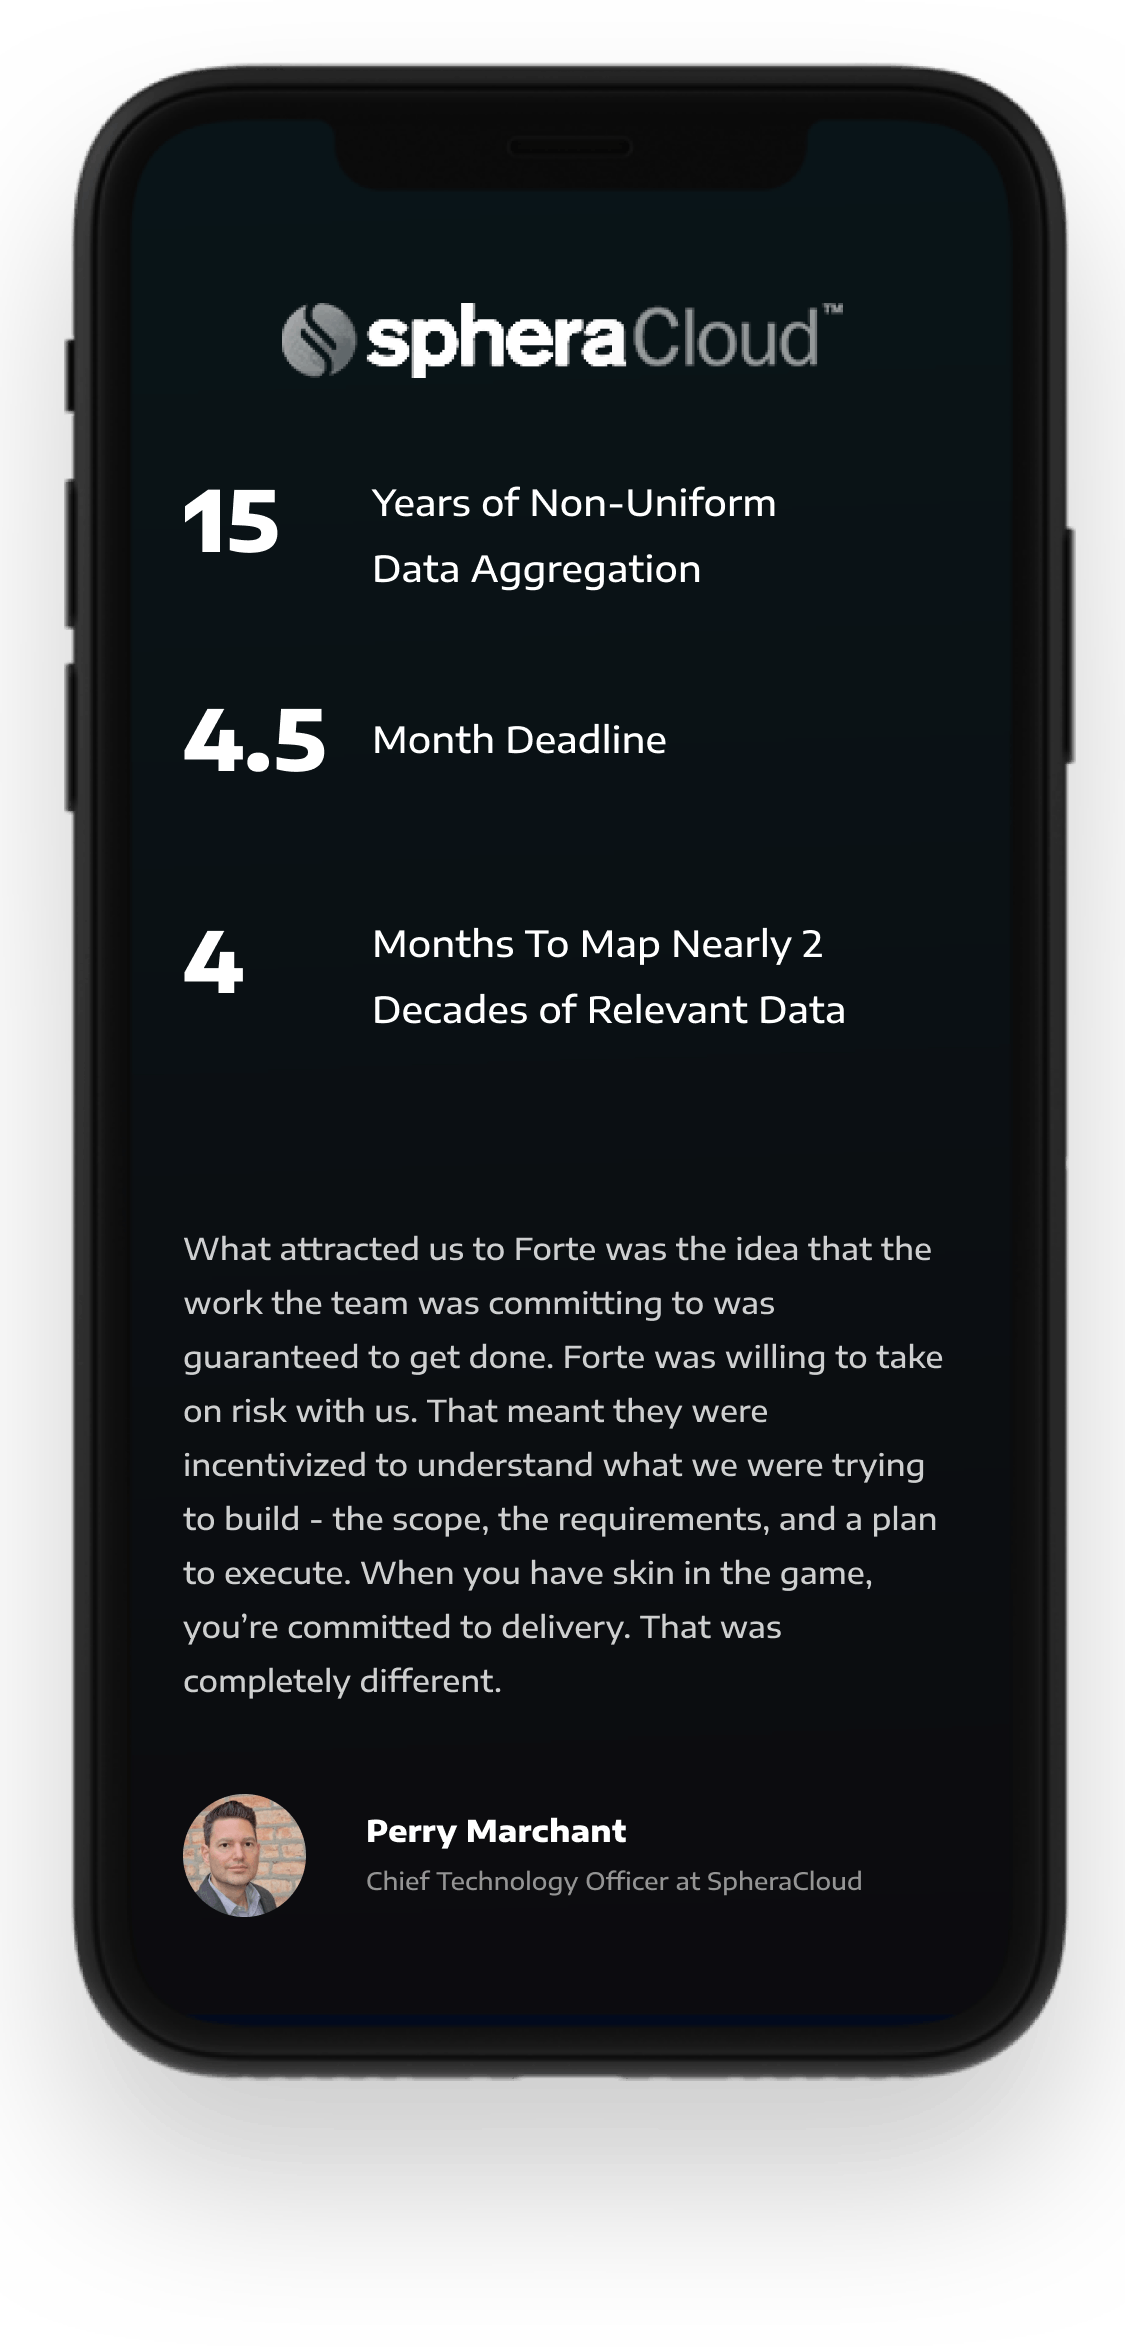 spheraCloud™
15
Years of Non-Uniform
Data Aggregation
4.5
Month Deadline
4
Months To Map Nearly 2
Decades of Relevant Data
What attracted us to Forte was the idea that the
work the team was committing to was
guaranteed to get done. Forte was willing to take
on risk with us. That meant they were
incentivized to understand what we were trying
to build - the scope, the requirements, and a plan
to execute. When you have skin in the game,
you’re committed to delivery. That was
completely different.
Perry Marchant
Chief Technology Officer at SpheraCloud